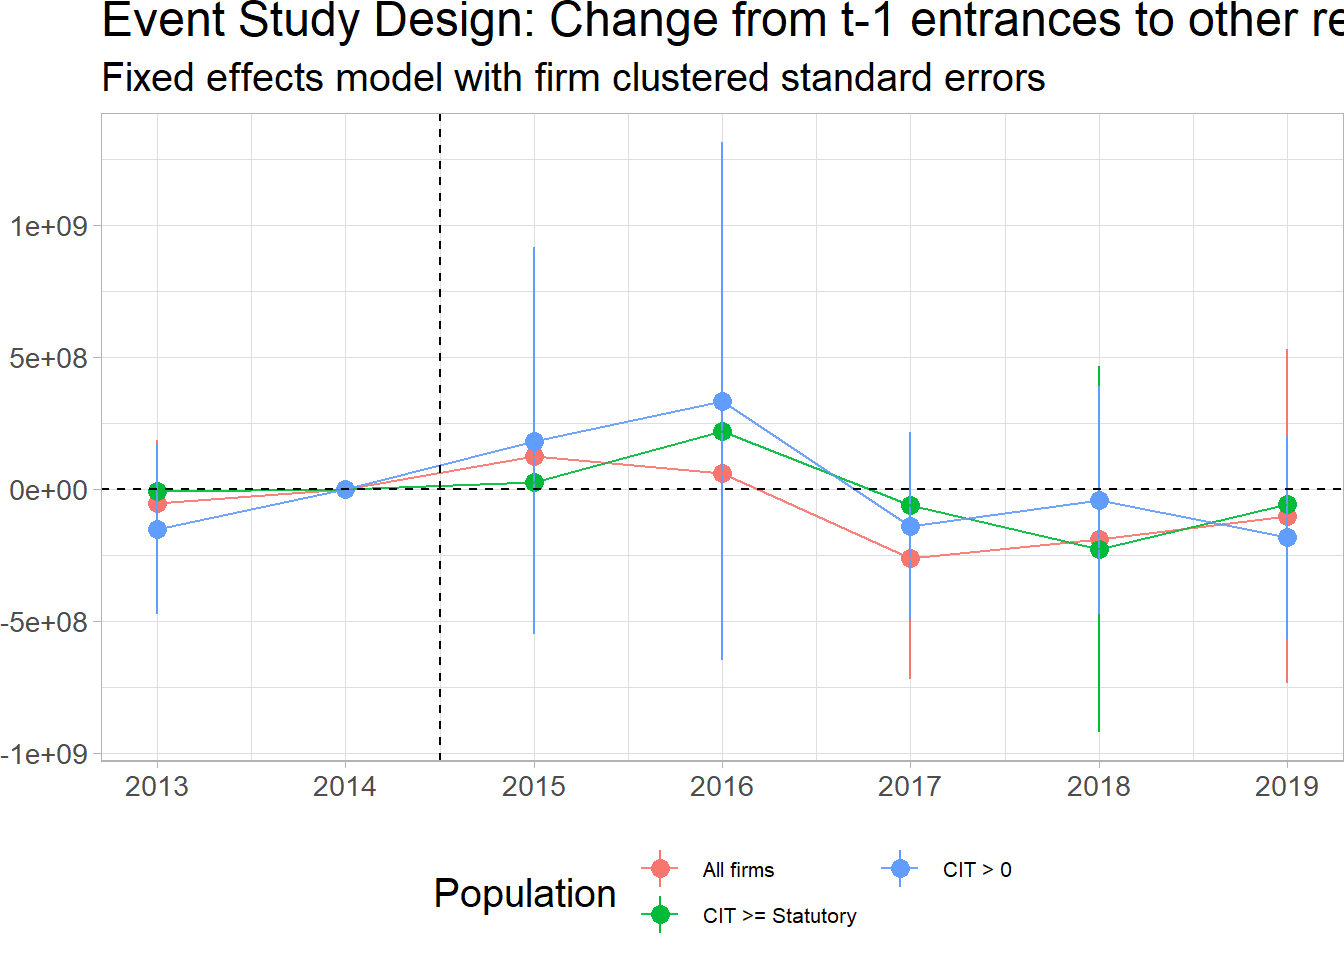 Event Study Design: Change from t-1 entrances to other re
Fixed effects model with firm clustered standard errors
1e+09
5e+08
0e+00
-5e+08
-1e+09
2013 2014 2015 2016 2017 2018 2019
Population
All firms
CIT >= Statutory
CIT > 0